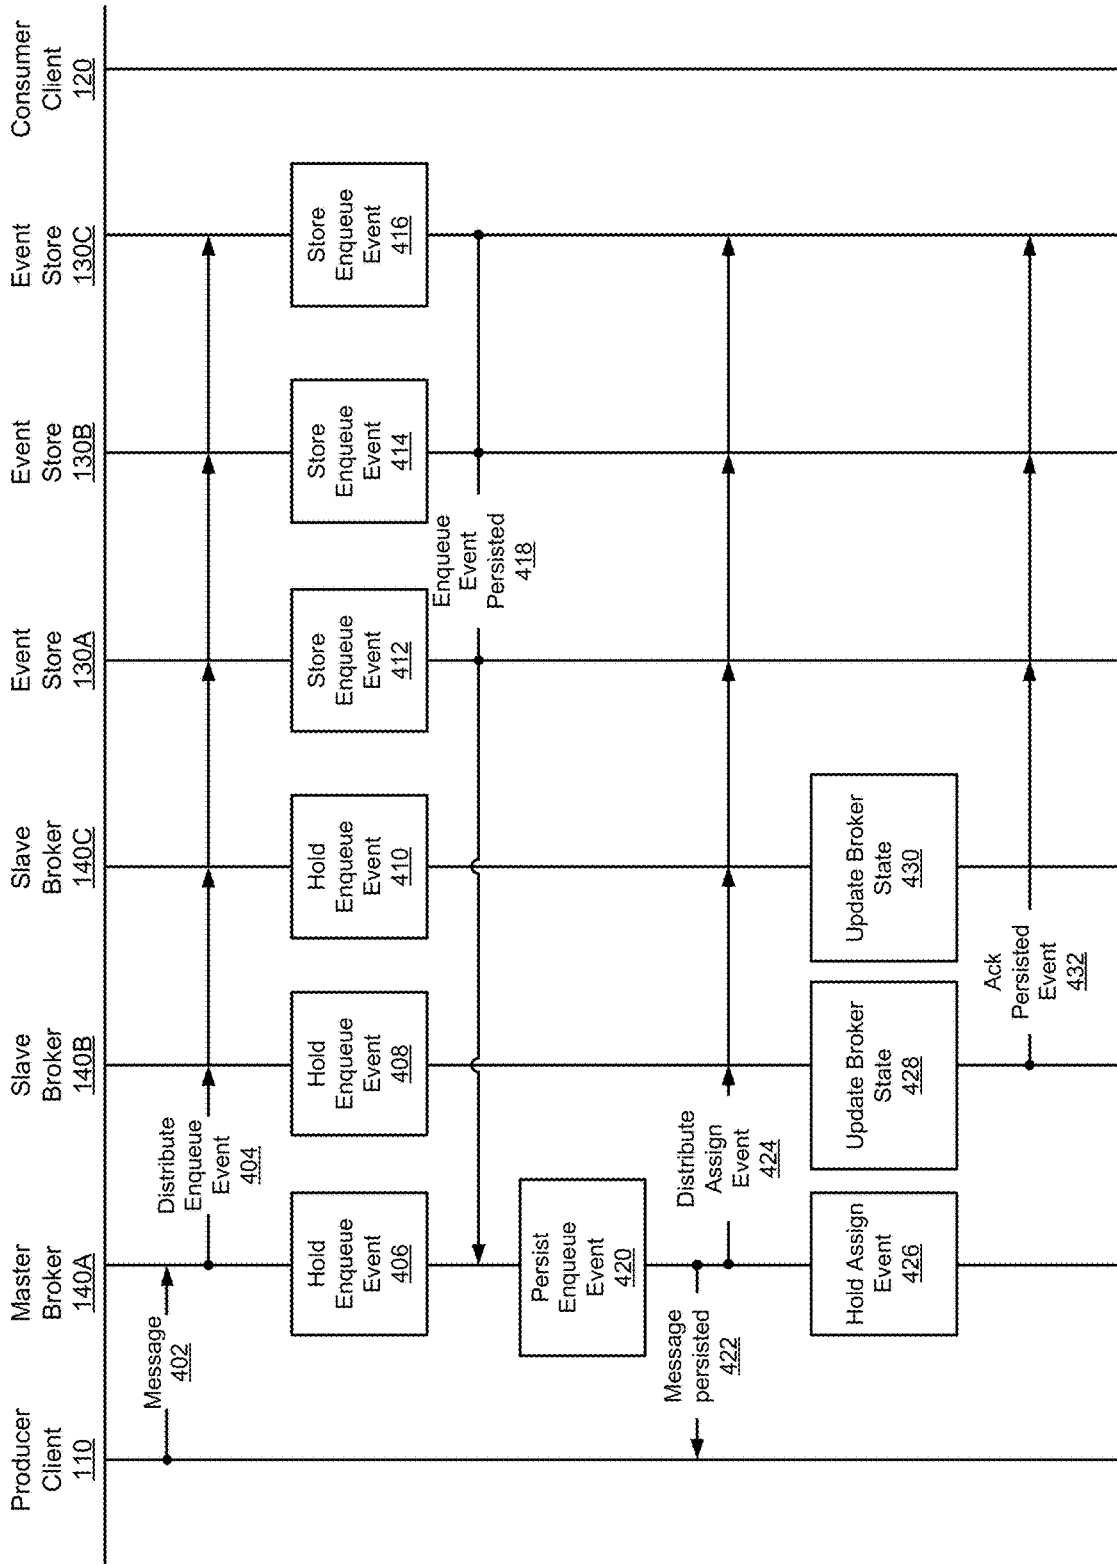 Producer
Client
110
Master
Broker
140A
Slave
Broker
140B
Slave
Broker
140C
Event
Store
130A
Event
Store
130B
Event
Store
130C
Consumer
Client
120
Message
402
Distribute
Enqueue
Event
404
Hold
Enqueue
Event
406
Hold
Enqueue
Event
408
Hold
Enqueue
Event
410
Store
Enqueue
Event
412
Store
Enqueue
Event
414
Store
Enqueue
Event
416
Enqueue
Event
Persisted
418
Persist
Enqueue
Event
420
Message
persisted
422
Distribute
Assign
Event
424
Hold Assign
Event
426
Update Broker
State
428
Update Broker
State
430
Ack
Persisted
Event
432